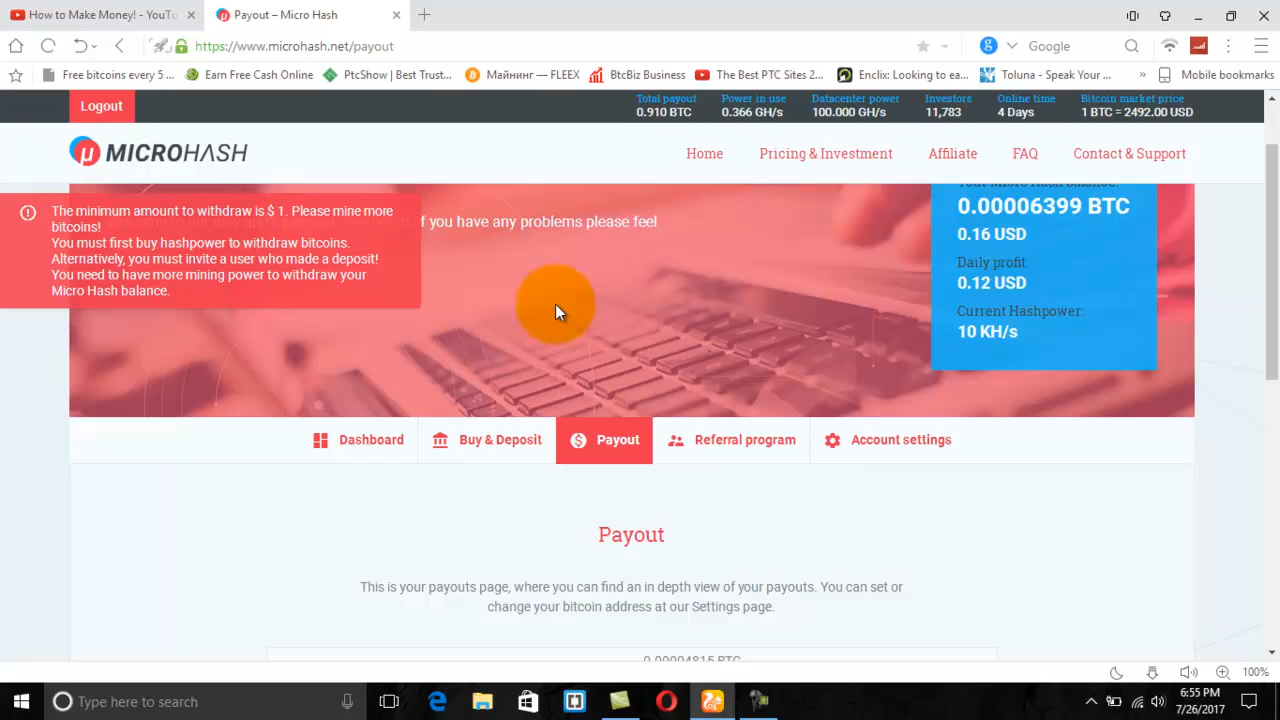 How to Make Money! - YouTu
Payout – Micro Hash
https://www.microhash.net/payout
Google
Free bitcoins every 5 ...
Earn Free Cash Online
PtcShow | Best Trust...
Майнинг — FLEEX
BtcBiz Business
The Best PTC Sites 2...
Enclix: Looking to ea...
Toluna - Speak Your ...
»
Mobile bookmarks
Logout
Total payout
0.910 BTC
Power in use
0.366 GH/s
Datacenter power
100.000 GH/s
Investors
11,783
Online time
4 Days
Bitcoin market price
1 BTC = 2492.00 USD
μ MICROHΛSH
Home
Pricing & Investment
Affiliate
FAQ
Contact & Support
The minimum amount to withdraw is $ 1. Please mine more
bitcoins!
You must first buy hashpower to withdraw bitcoins.
Alternatively, you must invite a user who made a deposit!
You need to have more mining power to withdraw your
Micro Hash balance.
if you have any problems please feel
Your Micro Hash balance:
0.00006399 BTC
0.16 USD
Daily profit:
0.12 USD
Current Hashpower:
10 KH/s
Dashboard
Buy & Deposit
Payout
Referral program
Account settings
Payout
This is your payouts page, where you can find an in depth view of your payouts. You can set or
change your bitcoin address at our Settings page.
0.00004815 BTC
100%
Type here to search
6:55 PM
7/26/2017